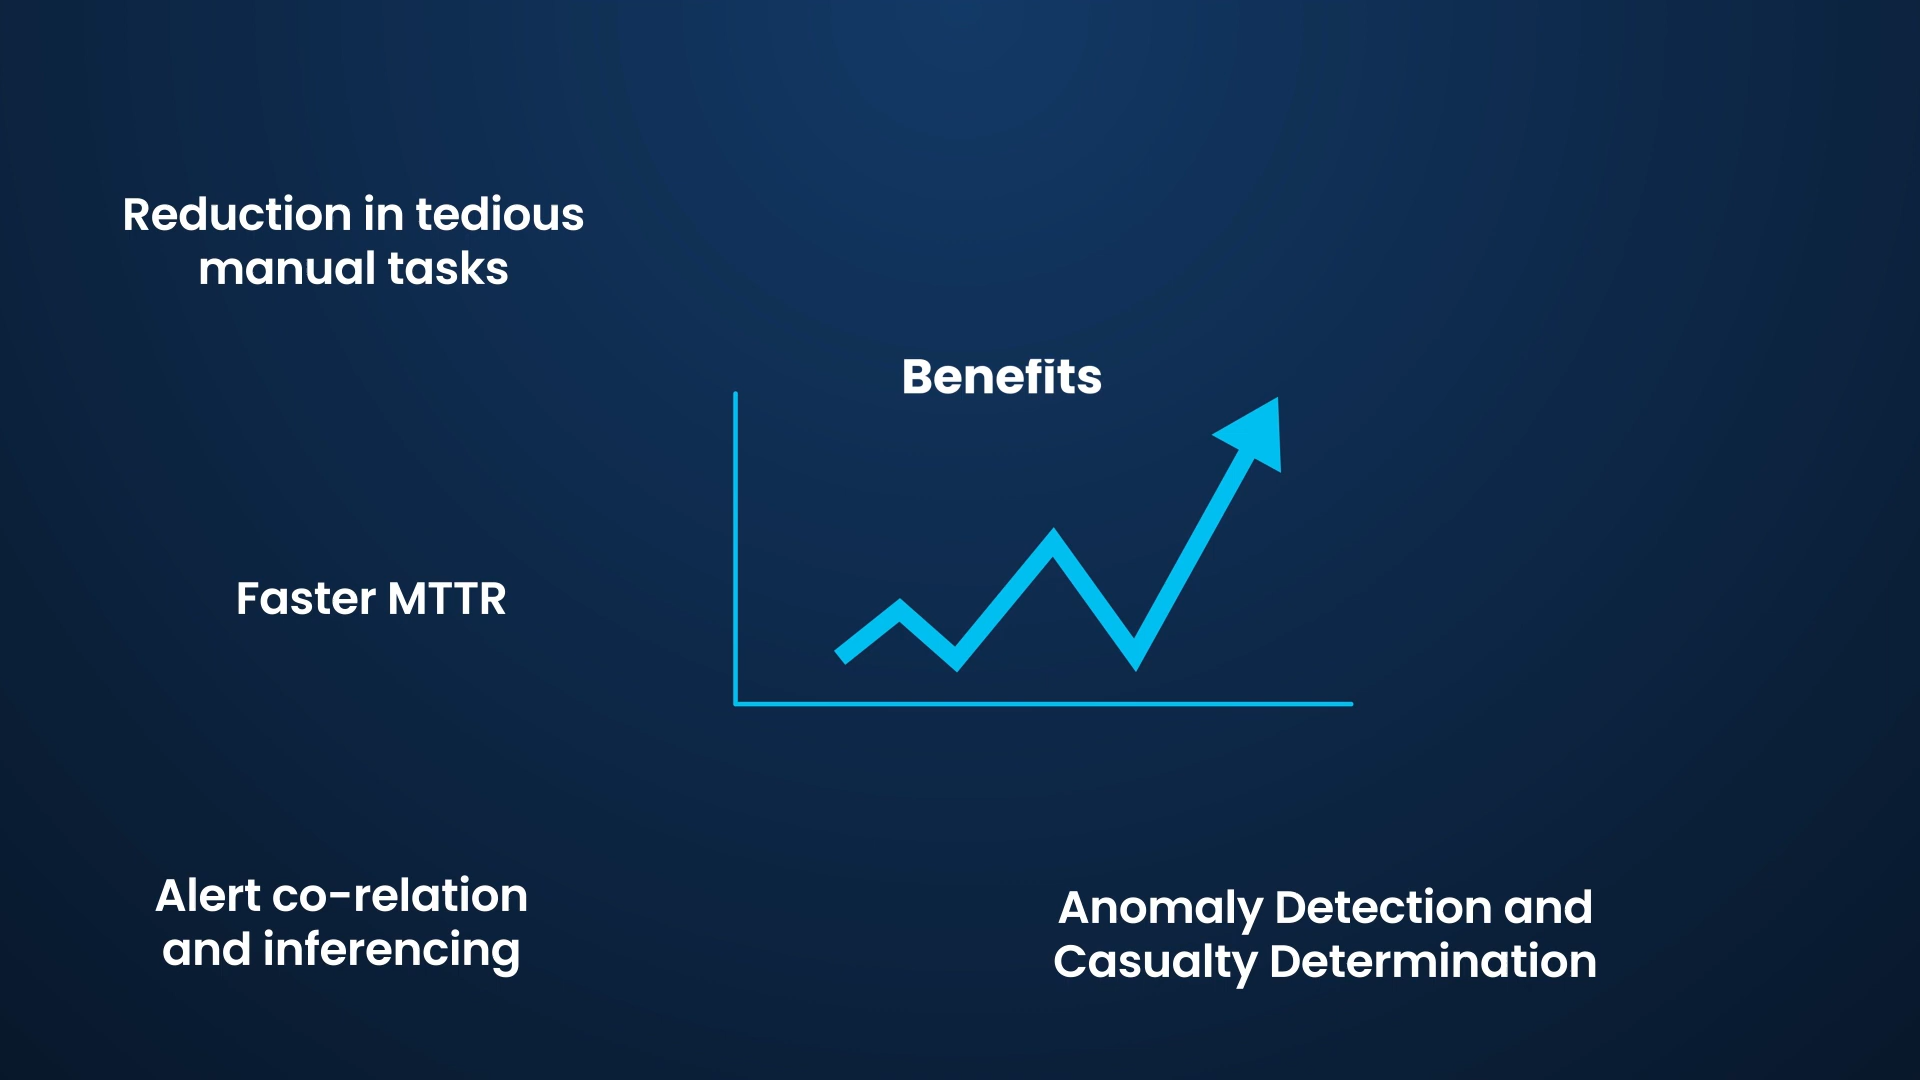 Reduction in tedious
manual tasks
Benefits
Faster MTTR
Alert co-relation
and inferencing
Anomaly Detection and
Casualty Determination